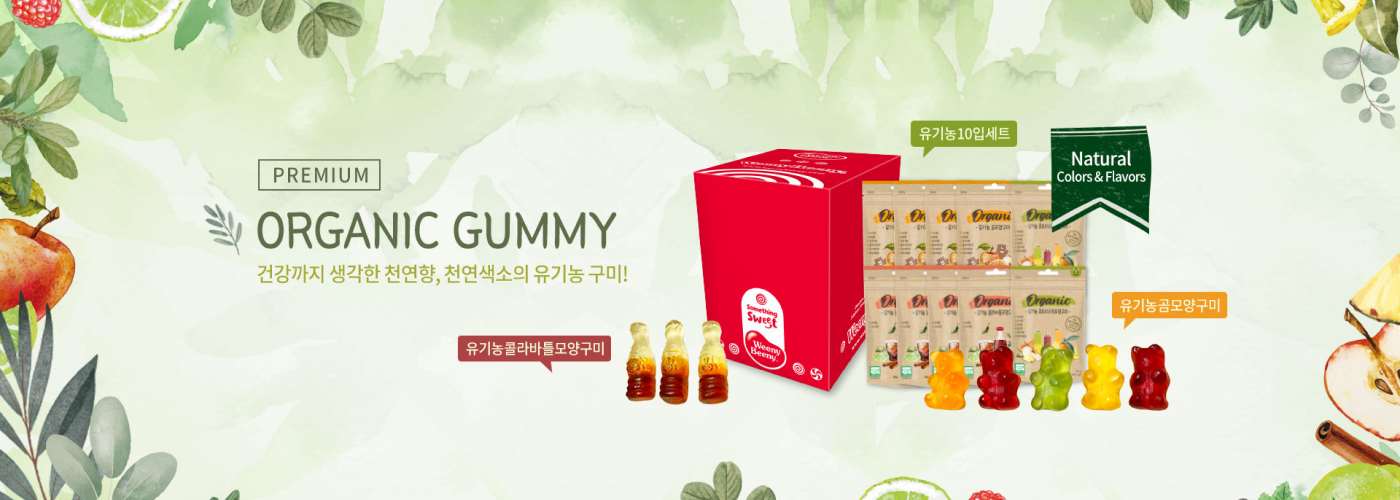 PREMIUM
ORGANIC GUMMY
건강까지 생각한 천연향, 천연색소의 유기농 구미!
유기농콜라바틀모양구미
유기농10입세트
Natural
Colors & Flavors
유기농곰모양구미
Something
Sweet
Weeny
Beeny
Organic
Organic